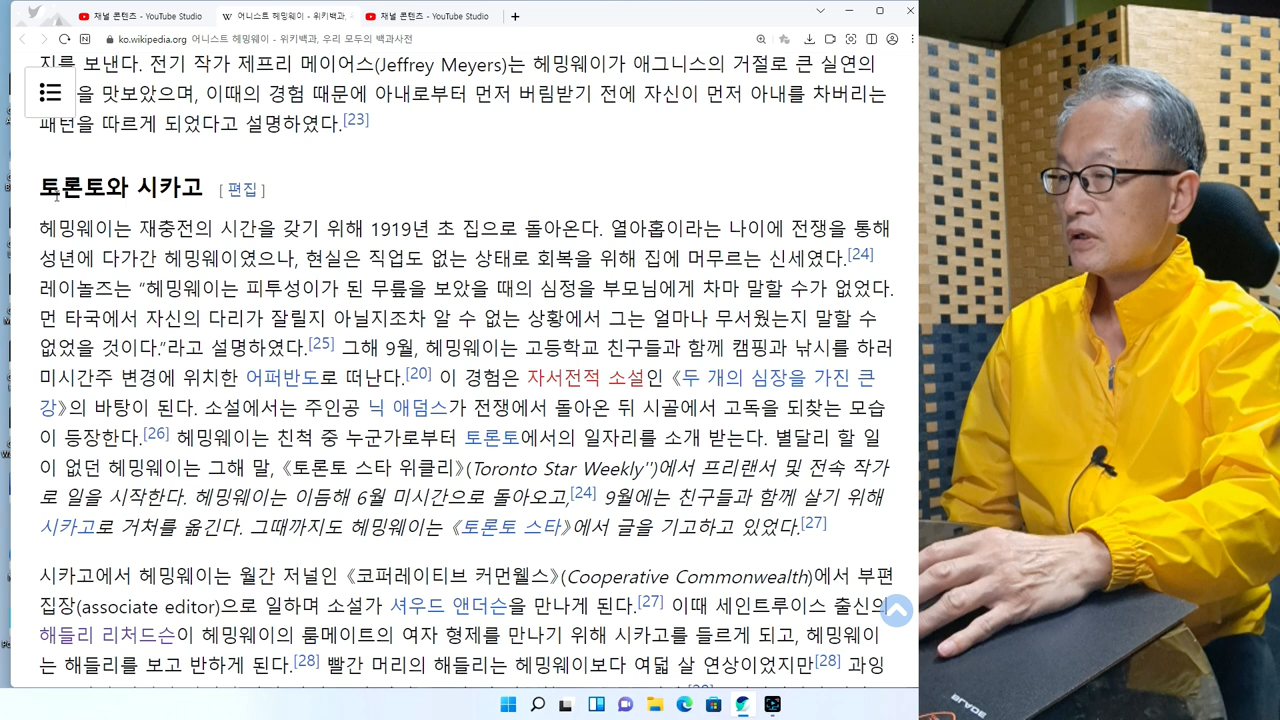 재널 콘텐츠 - YouTube Studio
어니스트 헤밍웨이 - 위키백과,
재널 콘텐츠 - YouTube Studio
ko.wikipedia.org 어니스트 헤밍웨이 - 위키백과, 우리 모두의 백과사전
지를 보낸다. 전기 작가 제프리 메이어스(Jeffrey Meyers)는 헤밍웨이가 애그니스의 거절로 큰 실연의
을 맛보았으며, 이때의 경험 때문에 아내로부터 먼저 버림받기 전에 자신이 먼저 아내를 차버리는
패턴을 따르게 되었다고 설명하였다.[23]
토론토와 시카고 [편집]
헤밍웨이는 재충전의 시간을 갖기 위해 1919년 초 집으로 돌아온다. 열아홉이라는 나이에 전쟁을 통해
성년에 다가간 헤밍웨이였으나, 현실은 직업도 없는 상태로 회복을 위해 집에 머무르는 신세였다.[24]
레이놀즈는 “헤밍웨이는 피투성이가 된 무릎을 보았을 때의 심정을 부모님에게 차마 말할 수가 없었다.
먼 타국에서 자신의 다리가 잘릴지 아닐지조차 알 수 없는 상황에서 그는 얼마나 무서웠는지 말할 수
없었을 것이다.”라고 설명하였다.[25] 그해 9월, 헤밍웨이는 고등학교 친구들과 함께 캠핑과 낚시를 하러
미시간주 변경에 위치한 어퍼반도로 떠난다.[20] 이 경험은 자서전적 소설인 《두 개의 심장을 가진 큰
강》의 바탕이 된다. 소설에서는 주인공 닉 애덤스가 전쟁에서 돌아온 뒤 시골에서 고독을 되찾는 모습
이 등장한다.[26] 헤밍웨이는 친척 중 누군가로부터 토론토에서의 일자리를 소개 받는다. 별달리 할 일
이 없던 헤밍웨이는 그해 말, 《토론토 스타 위클리》(Toronto Star Weekly'')에서 프리랜서 및 전속 작가
로 일을 시작한다. 헤밍웨이는 이듬해 6월 미시간으로 돌아오고,[24] 9월에는 친구들과 함께 살기 위해
시카고로 거처를 옮긴다. 그때까지도 헤밍웨이는 《토론토 스타》에서 글을 기고하고 있었다.[27]
시카고에서 헤밍웨이는 월간 저널인 《코퍼레이티브 커먼웰스》(Cooperative Commonwealth)에서 부편
집장(associate editor)으로 일하며 소설가 셔우드 앤더슨을 만나게 된다.[27] 이때 세인트루이스 출신의
해들리 리처드슨이 헤밍웨이의 룸메이트의 여자 형제를 만나기 위해 시카고를 들르게 되고, 헤밍웨이
는 해들리를 보고 반하게 된다.[28] 빨간 머리의 해들리는 헤밍웨이보다 여덟 살 연상이었지만[28] 과잉
BLADE